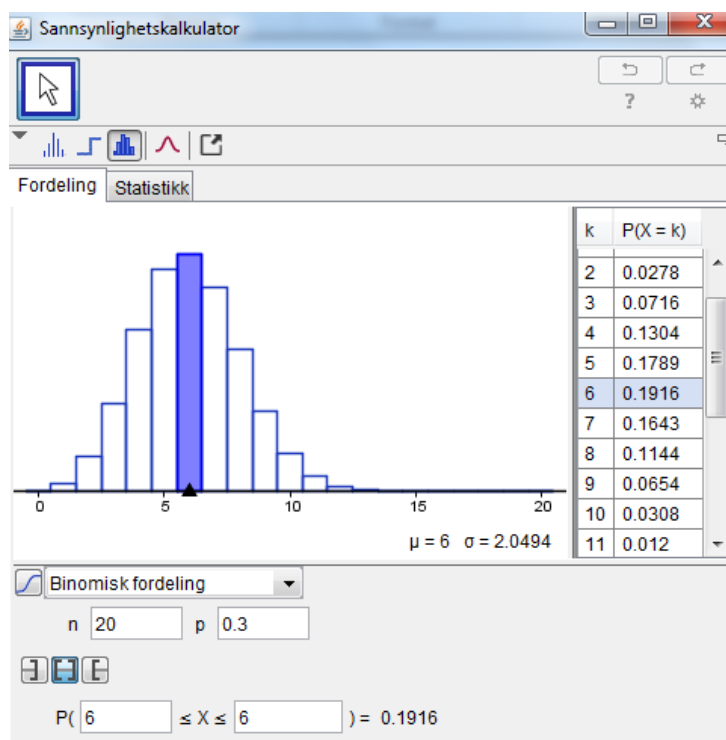 Sannsynlighetskalkulator
?
Fordeling Statistikk
k P(X = k)
2 0.0278
3 0.0716
4 0.1304
5 0.1789
6 0.1916
7 0.1643
8 0.1144
9 0.0654
10 0.0308
11 0.012
0 5 10 15 20
μ = 6 σ = 2.0494
Binomisk fordeling
n 20 p 0.3
P( 6 ≤ X ≤ 6 ) = 0.1916